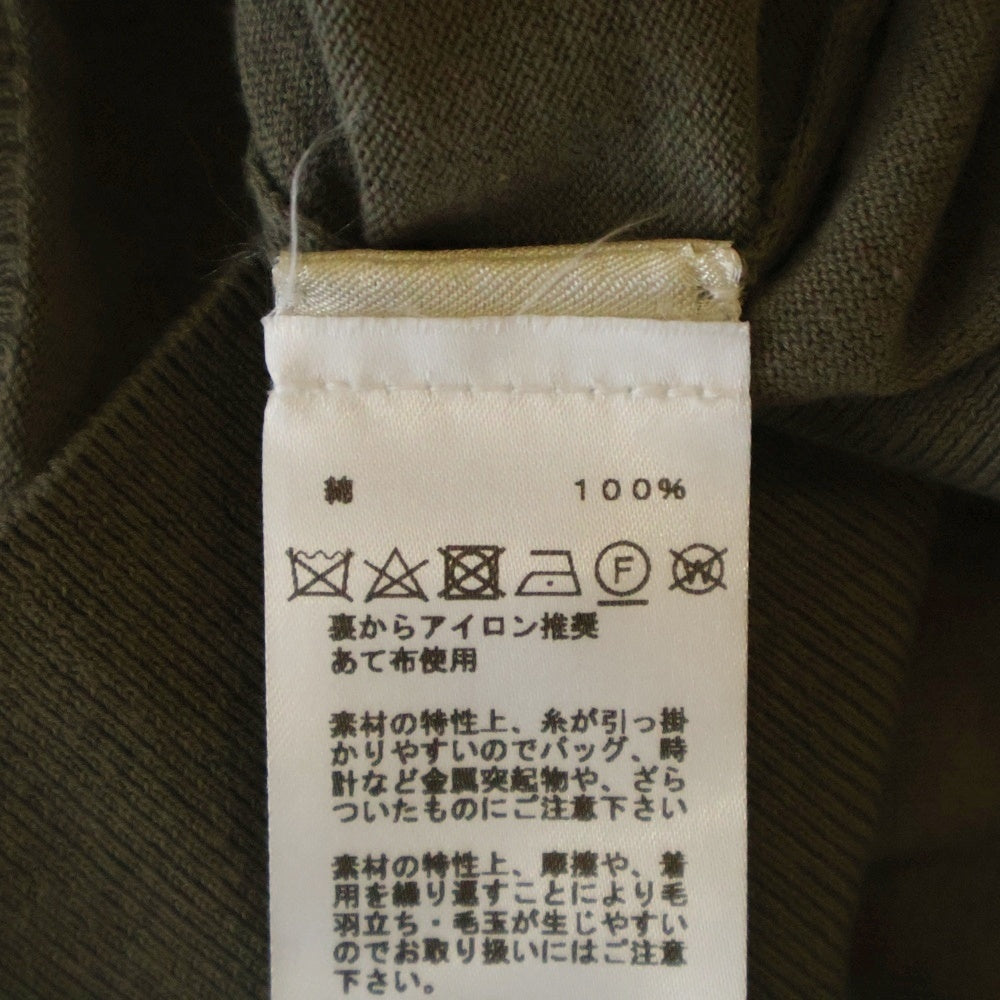 綿 100%
F W
裏からアイロン推奨
あて布使用
素材の特性上、糸が引っ掛
かりやすいのでバッグ、時
計など金属突起物や、ざら
ついたものにご注意下さい
素材の特性上、摩擦や、着
用を繰り返すことにより毛
羽立ち・毛玉が生じやすい
のでお取り扱いにはご注意
下さい。